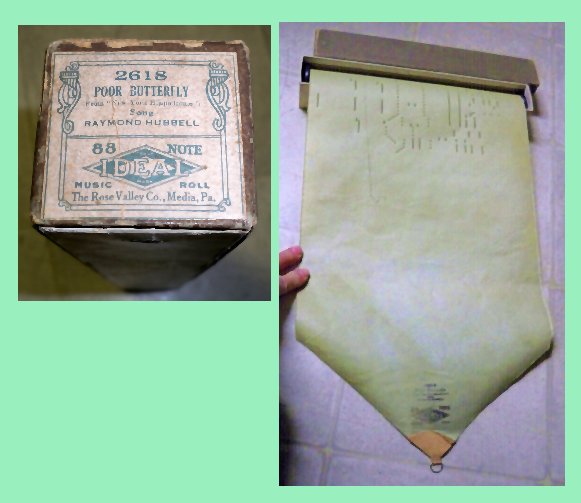 2618
POOR BUTTERFLY
From "New York Hippodrome"
Song
RAYMOND HUBBELL
88 NOTE
IDEAL
MUSIC ROLL
The Rose Valley Co., Media, Pa.